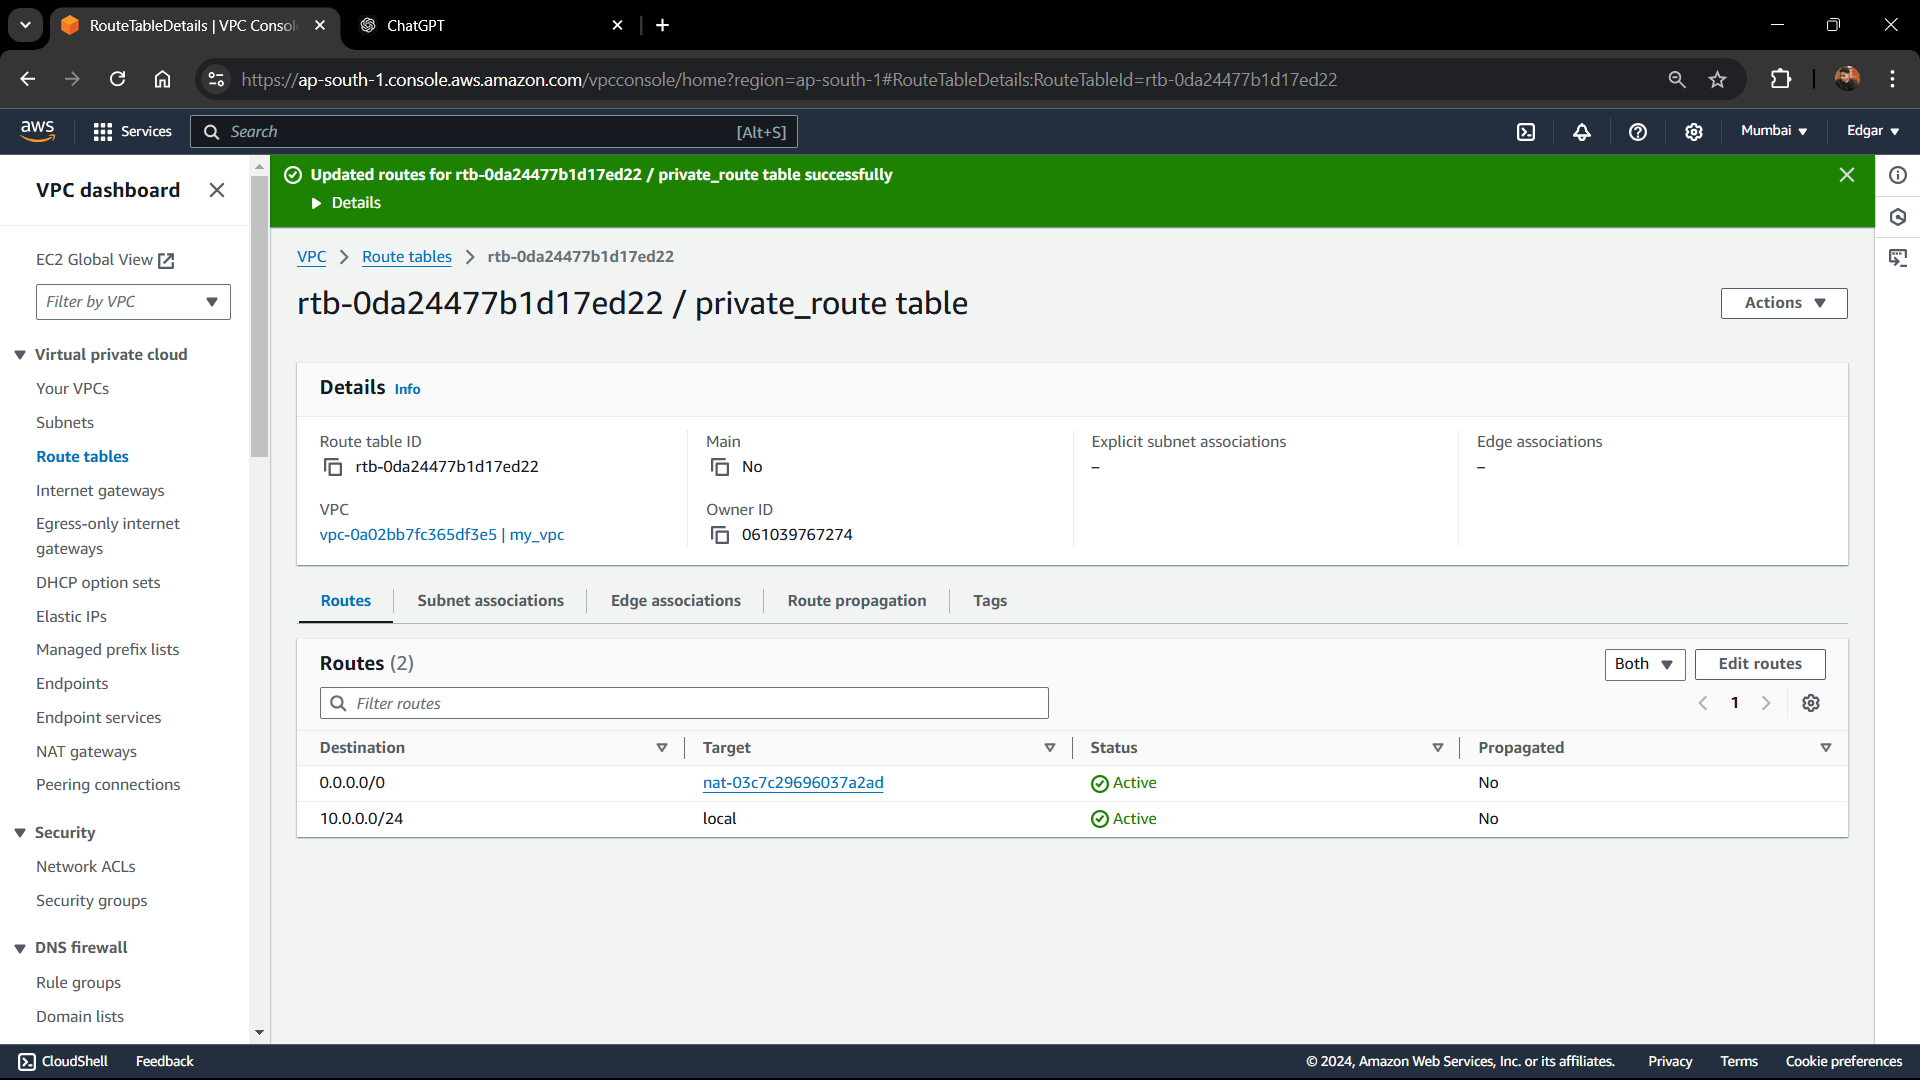 RouteTableDetails | VPC Consol
ChatGPT
https://ap-south-1.console.aws.amazon.com/vpcconsole/home?region=ap-south-1#RouteTableDetails:RouteTableId=rtb-0da24477b1d17ed22
aws
Services
Search
[Alt+S]
Mumbai
Edgar
VPC dashboard
EC2 Global View
Filter by VPC
Virtual private cloud
Your VPCs
Subnets
Route tables
Internet gateways
Egress-only internet
gateways
DHCP option sets
Elastic IPs
Managed prefix lists
Endpoints
Endpoint services
NAT gateways
Peering connections
Security
Network ACLs
Security groups
DNS firewall
Rule groups
Domain lists
Updated routes for rtb-0da24477b1d17ed22 / private_route table successfully
Details
VPC
Route tables
rtb-0da24477b1d17ed22
rtb-0da24477b1d17ed22 / private_route table
Actions
Details Info
Route table ID
rtb-0da24477b1d17ed22
Main
No
Explicit subnet associations
–
Edge associations
–
VPC
vpc-0a02bb7fc365df3e5 | my_vpc
Owner ID
061039767274
Routes
Subnet associations
Edge associations
Route propagation
Tags
Routes (2)
Both
Edit routes
Filter routes
1
Destination
Target
Status
Propagated
0.0.0.0/0
nat-03c7c29696037a2ad
Active
No
10.0.0.0/24
local
Active
No
CloudShell
Feedback
© 2024, Amazon Web Services, Inc. or its affiliates.
Privacy
Terms
Cookie preferences